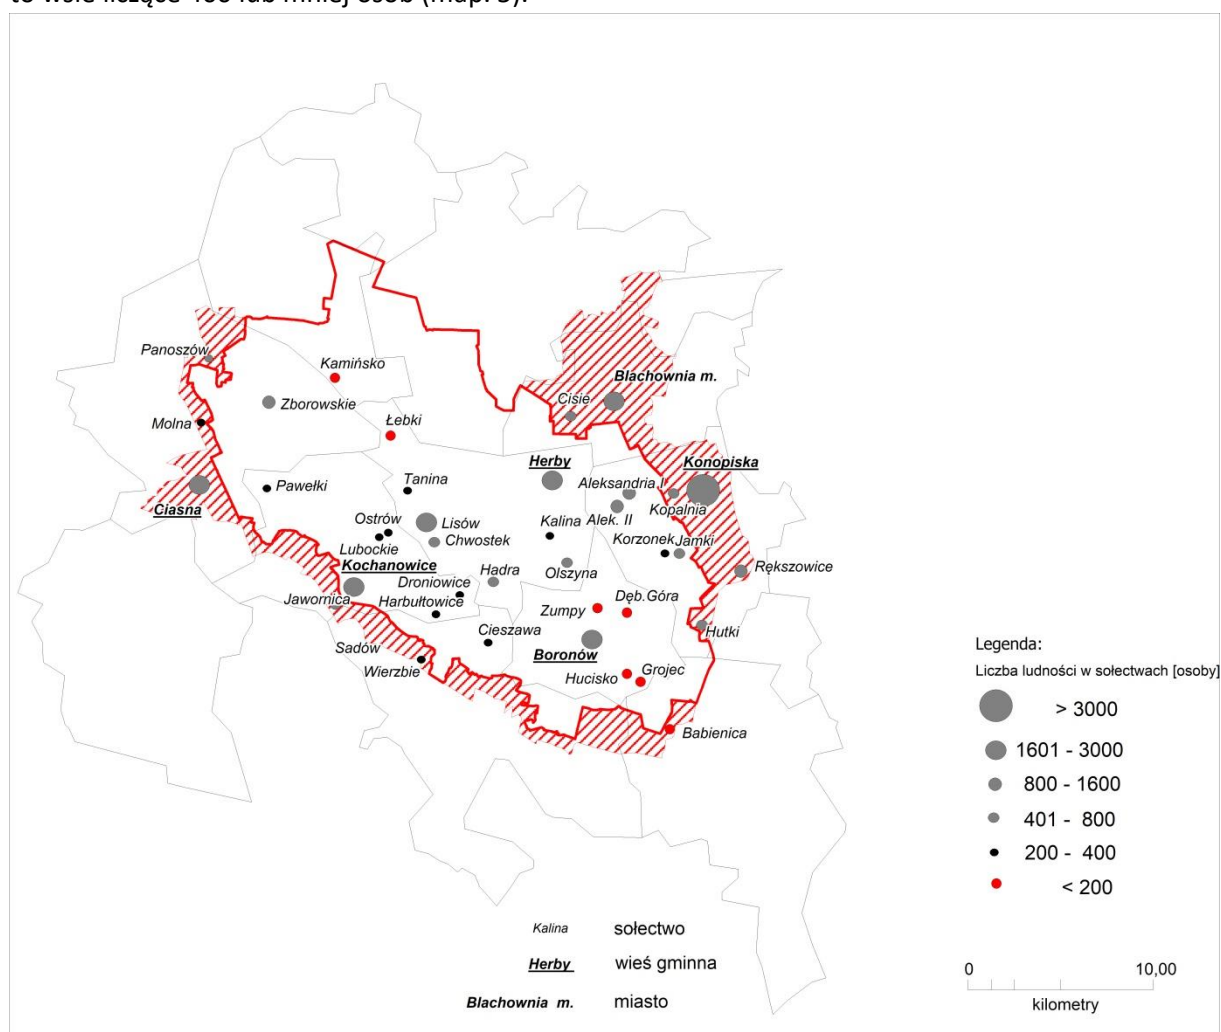 to wsie liczące 400 lub mniej osób (map. 3).
Panoszów
Kamińsko
Zborowskie
Molna
Łebki
Cisie
Blachownia m.
Herby
Konopiska
Ciasna
Pawełki
Tanina
Aleksandria I
Kopalnia
Alek. II
Ostrów
Lisów
Kalina
Lubockie
Chwostek
Korzonek
Jamki
Kochanowice
Hadra
Olszyna
Rększowice
Droniowice
Jawornica
Harbułtowice
Zumpy
Dęb.Góra
Cieszawa
Hutki
Sadów
Boronów
Wierzbie
Hucisko
Grojec
Babienica
Legenda:
Liczba ludności w sołectwach [osoby]
> 3000
1601 - 3000
800 - 1600
401 - 800
200 - 400
< 200
Kalina sołectwo
Herby wieś gminna
Blachownia m. miasto
0 10,00
kilometry